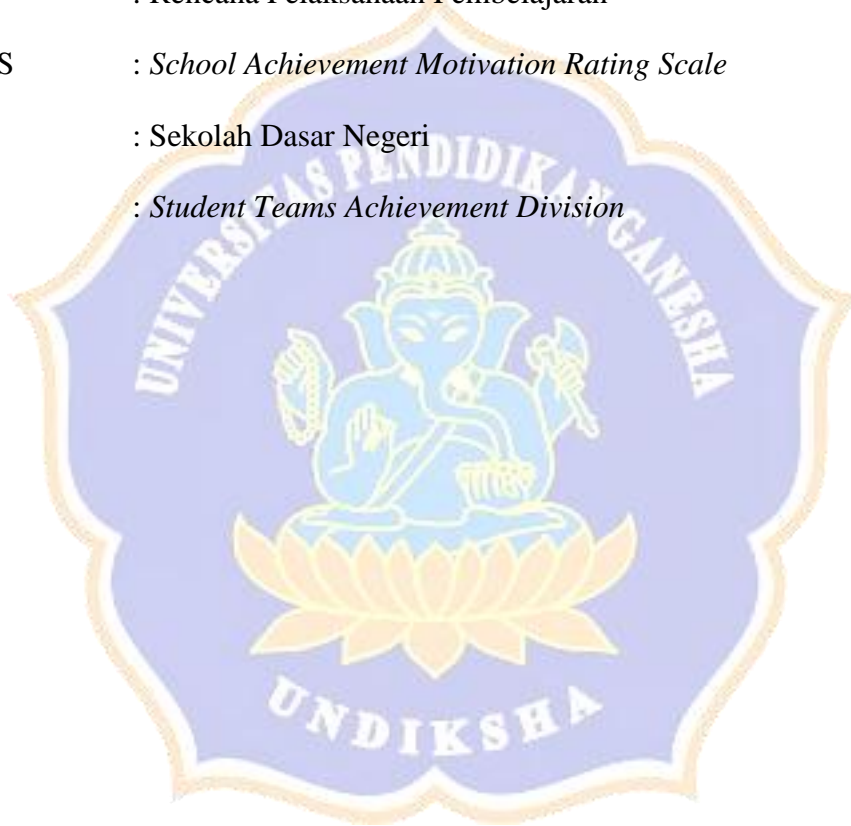 : Rencana Pelaksanaan Pembelajaran
S : School Achievement Motivation Rating Scale
: Sekolah Dasar Negeri
: Student Teams Achievement Division
UNIVERSITAS PENDIDIKAN GANESHA
UNDIKSHA